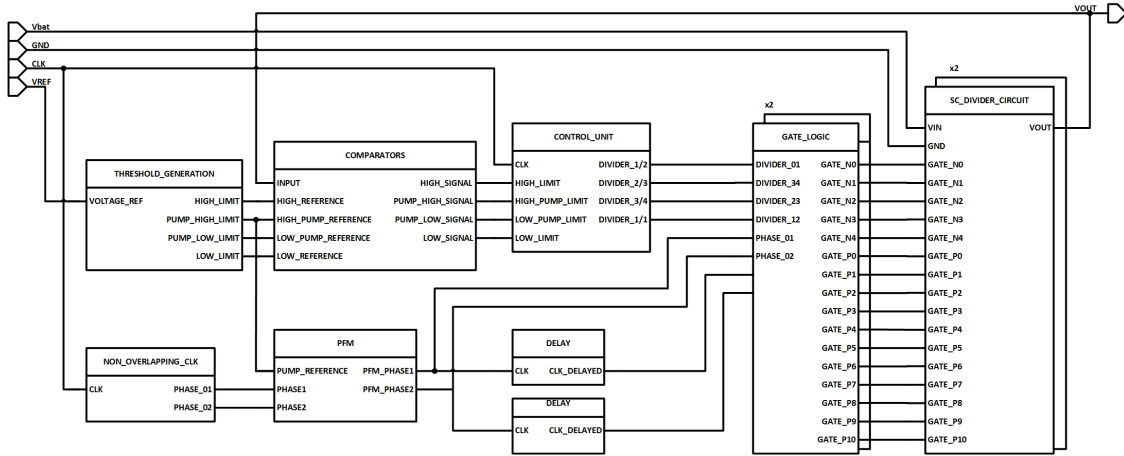 VOUT
Vbat
GND
CLK
VREF
x2
SC_DIVIDER_CIRCUIT
VIN
VOUT
GND
GATE_N0
GATE_N1
GATE_N2
GATE_N3
GATE_N4
GATE_P0
GATE_P1
GATE_P2
GATE_P3
GATE_P4
GATE_P5
GATE_P6
GATE_P7
GATE_P8
GATE_P9
GATE_P10
x2
GATE_LOGIC
DIVIDER_01 GATE_N0
DIVIDER_34 GATE_N1
DIVIDER_23 GATE_N2
DIVIDER_12 GATE_N3
PHASE_01 GATE_N4
PHASE_02 GATE_P0
GATE_P1
GATE_P2
GATE_P3
GATE_P4
GATE_P5
GATE_P6
GATE_P7
GATE_P8
GATE_P9
GATE_P10
CONTROL_UNIT
CLK DIVIDER_1/2
HIGH_LIMIT DIVIDER_2/3
HIGH_PUMP_LIMIT DIVIDER_3/4
LOW_PUMP_LIMIT DIVIDER_1/1
LOW_LIMIT
COMPARATORS
INPUT HIGH_SIGNAL
HIGH_REFERENCE PUMP_HIGH_SIGNAL
HIGH_PUMP_REFERENCE PUMP_LOW_SIGNAL
LOW_PUMP_REFERENCE LOW_SIGNAL
LOW_REFERENCE
THRESHOLD_GENERATION
VOLTAGE_REF HIGH_LIMIT
PUMP_HIGH_LIMIT
PUMP_LOW_LIMIT
LOW_LIMIT
NON_OVERLAPPING_CLK
CLK PHASE_01
PHASE_02
PFM
PUMP_REFERENCE PFM_PHASE1
PHASE1 PFM_PHASE2
PHASE2
DELAY
CLK CLK_DELAYED
DELAY
CLK CLK_DELAYED